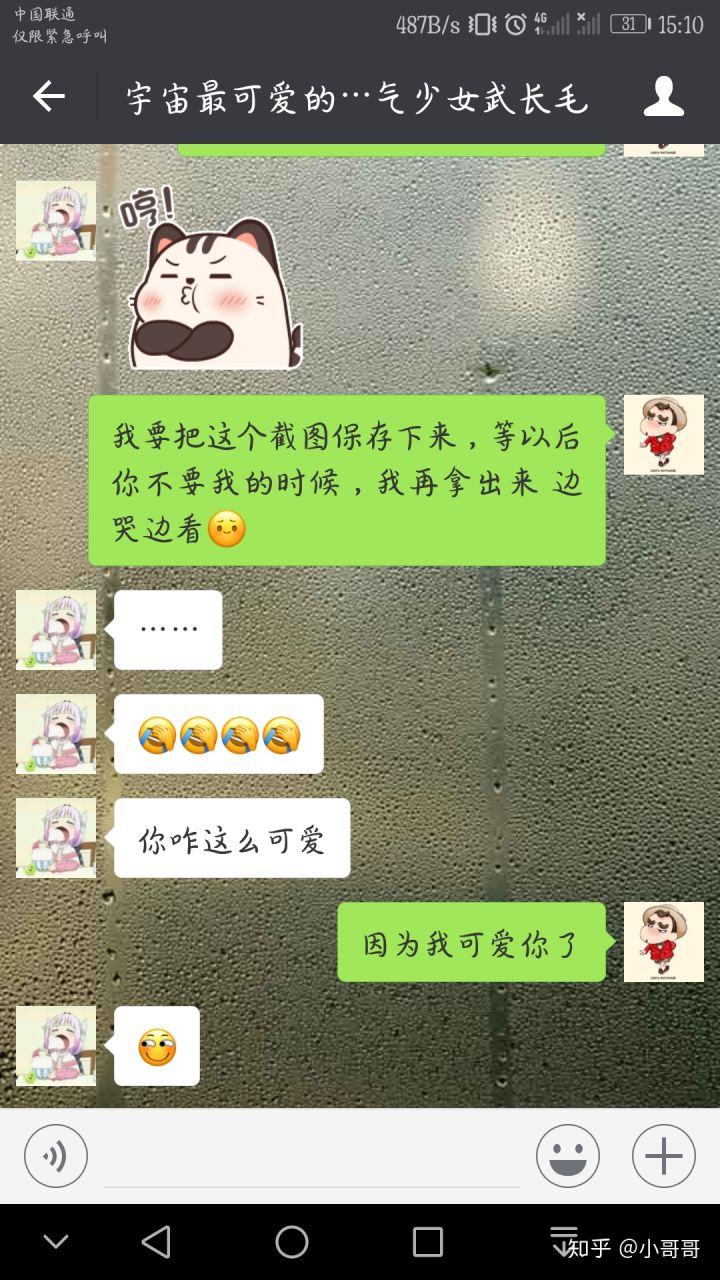 中国联通
仅限紧急呼叫
487B/s 4G 31 15:10
宇宙最可爱的…气少女武长毛
哼!
我要把这个截图保存下来，等以后
你不要我的时候，我再拿出来 边
哭边看
……
你咋这么可爱
因为我可爱你了
知乎 @小哥哥